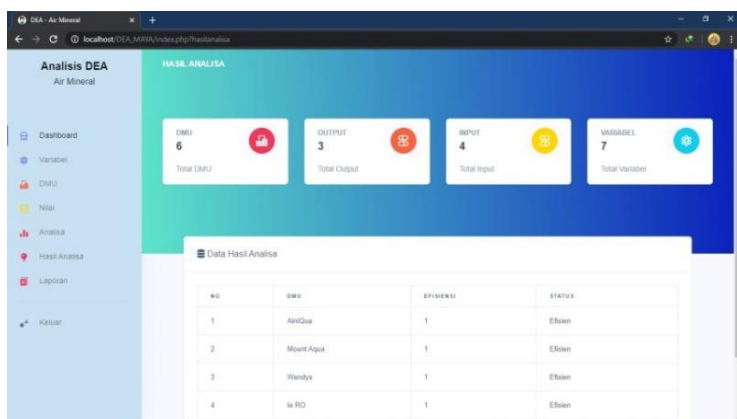 DEA - Air Mineral
localhost/DEA_MAYA/index.php?hasilanalisa
Analisis DEA
Air Mineral
Dashboard
Variabel
DMU
Nilai
Analisa
Hasil Analisa
Laporan
Keluar
HASIL ANALISA
DMU
6
Total DMU
OUTPUT
3
Total Output
INPUT
4
Total Input
VARIABEL
7
Total Variabel
Data Hasil Analisa
NO DMU EFISIENSI STATUS
1 AiniQua 1 Efisien
2 Mount Aqua 1 Efisien
3 Wendys 1 Efisien
4 Ie RO 1 Efisien